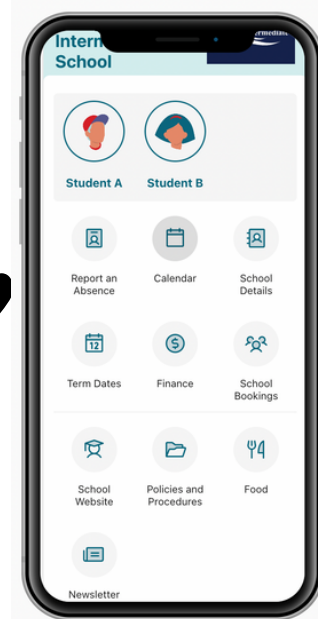 School
Student A
Student B
Report an
Absence
Calendar
School
Details
12
Term Dates
Finance
School
Bookings
School
Website
Policies and
Procedures
Food
Newsletter